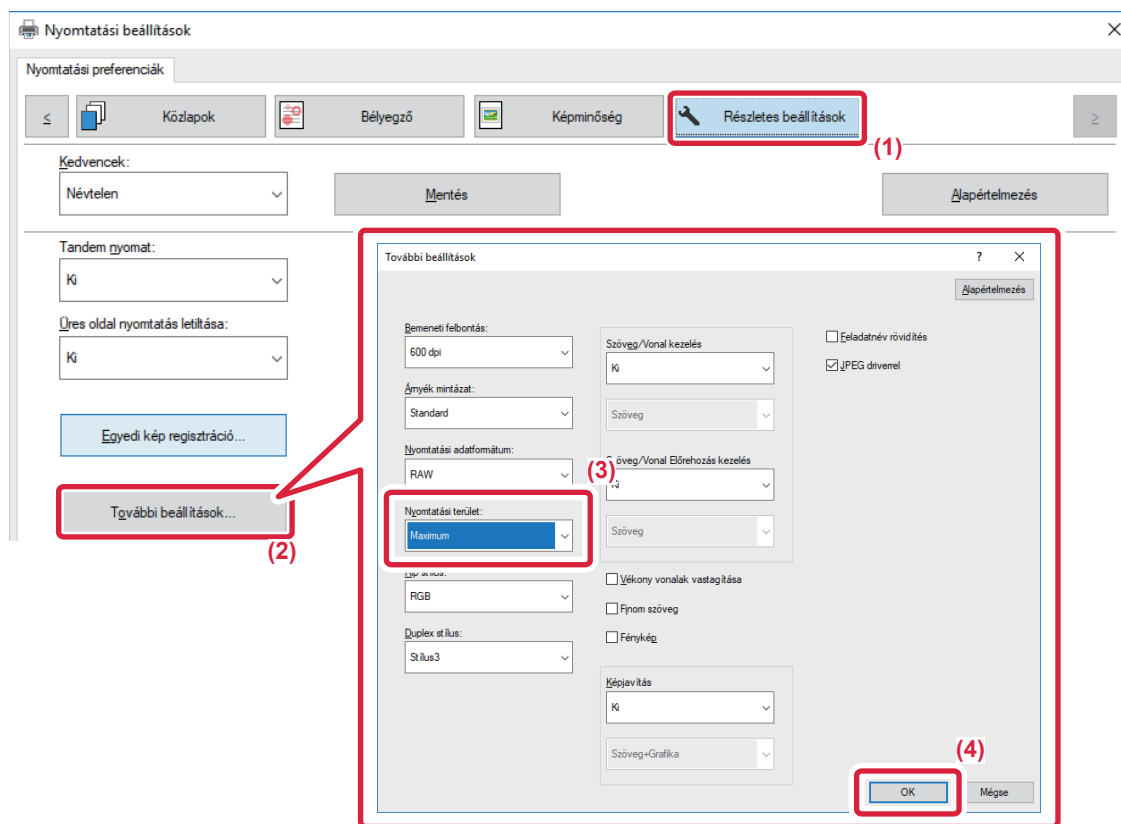 Nyomtatási beállítások
Nyomtatási preferenciák
< Közlapok Bélyegző Képminőség Részletes beállítások >
(1)
Kedvencek:
Névtelen Mentés Alapértelmezés
Tandem nyomat:
Ki
Üres oldal nyomtatás letiltása:
Ki
Egyedi kép regisztráció...
További beállítások...
(2)
További beállítások ?
Alapértelmezés
Bemeneti felbontás:
600 dpi
Árnyék mintázat:
Standard
Nyomtatási adatformátum:
RAW
(3)
Nyomtatási terület:
Maximum
stílus:
RGB
Duplex stílus:
Stílus3
Szöveg/Vonal kezelés
Ki
Szöveg
Szöveg/Vonal Előrehozás kezelés
Ki
Szöveg
Vékony vonalak vastagítása
Finom szöveg
Fénykép
Képjavítás
Ki
Szöveg+Grafika
Feladatnév rövidítés
JPEG driverrel
(4)
OK Mégse